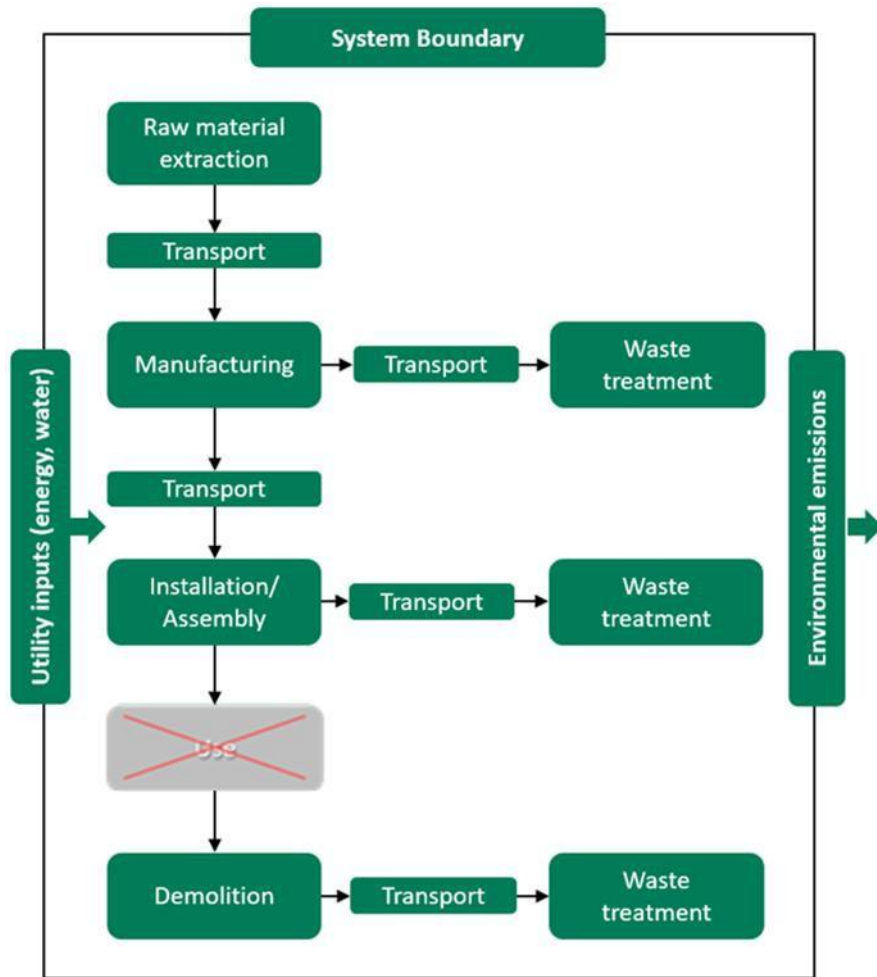 System Boundary
Raw material
extraction
Transport
Manufacturing
Transport
Waste
treatment
Transport
Utility inputs (energy, water)
Environmental emissions
Installation/
Assembly
Transport
Waste
treatment
Use
Demolition
Transport
Waste
treatment